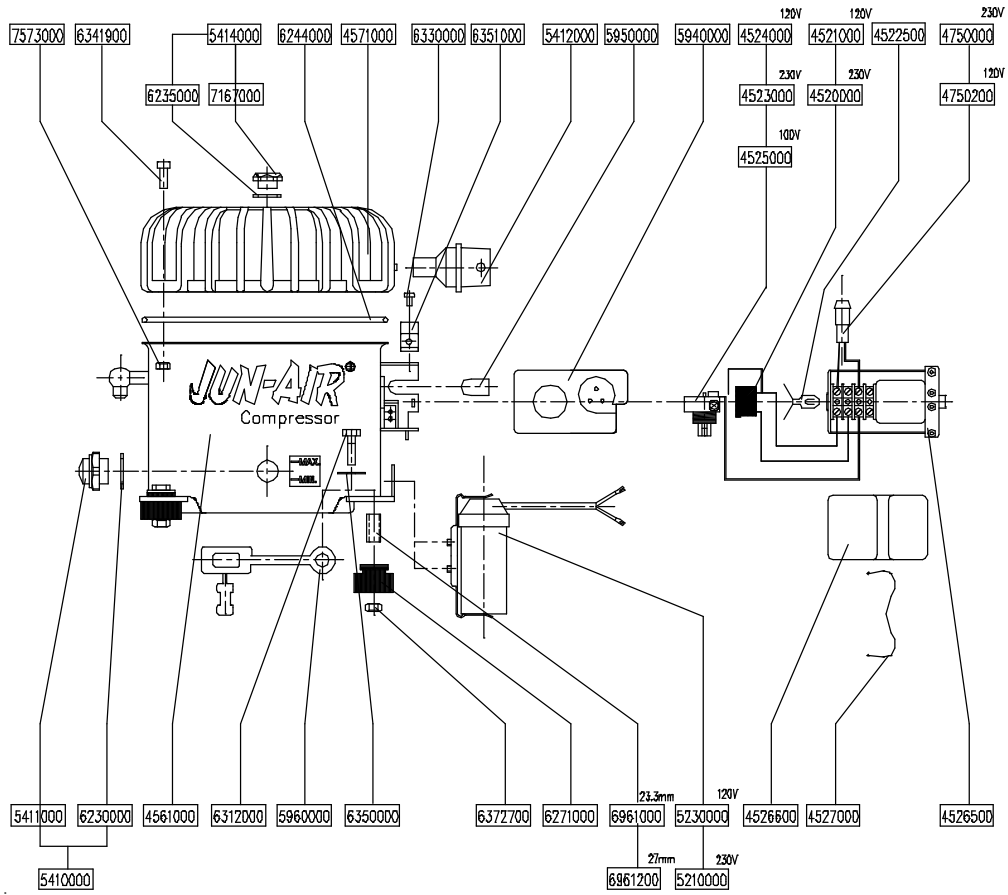 120V 120V 230V
7573000 6341900 5414000 6244000 4571000 6330000 6351000 5412000 5950000 5940000 4524000 4521000 4522500 4750000
230V 230V 120V
6235000 7167000 4523000 4520000 4750200
100V
4525000
JUN-AIR®
Compressor
MAX.
MIN.
23.3mm 120V
5411000 6230000 4561000 6312000 5960000 6350000 6372700 6271000 6961000 5230000 4526600 4527000 4526500
27mm 230V
5410000 6961200 5210000